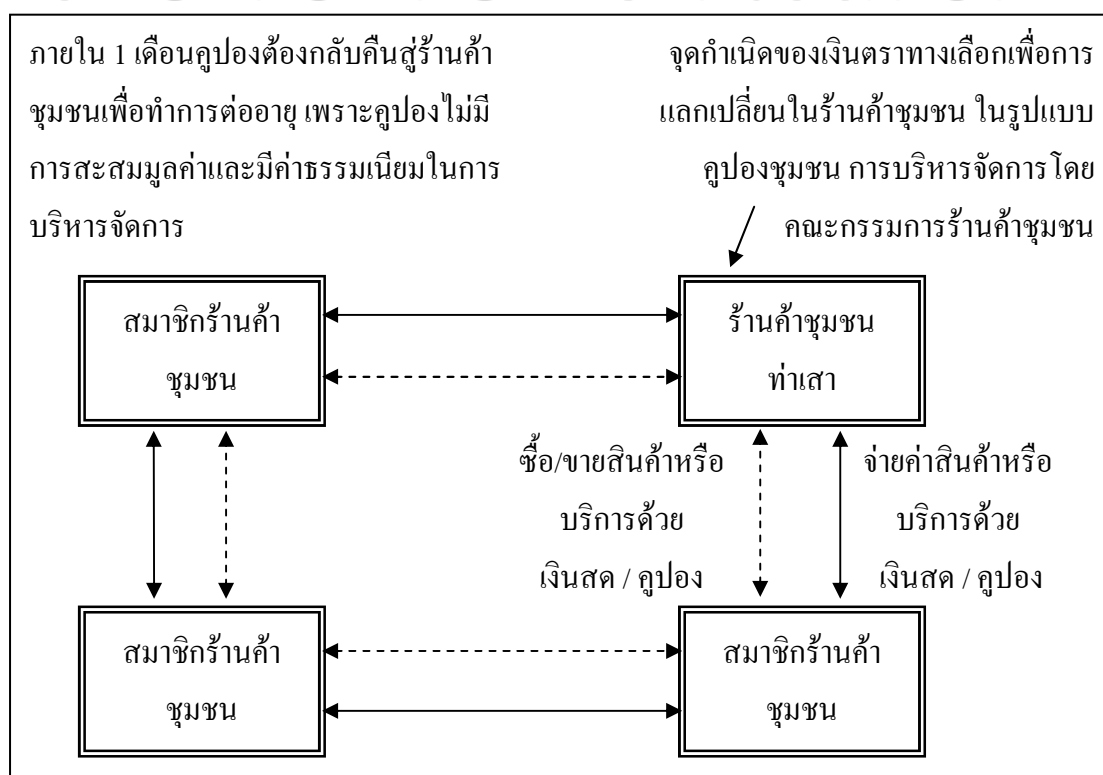 ภายใน 1 เดือนคูปองต้องกลับคืนสู่ร้านค้า
ชุมชนเพื่อทำการต่ออายุ เพราะคูปองไม่มี
การสะสมมูลค่าและมีค่าธรรมเนียมในการ
บริหารจัดการ
จุดกำเนิดของเงินตราทางเลือกเพื่อการ
แลกเปลี่ยนในร้านค้าชุมชน ในรูปแบบ
คูปองชุมชน การบริหารจัดการโดย
คณะกรรมการร้านค้าชุมชน
สมาชิกร้านค้า
ชุมชน
ร้านค้าชุมชน
ท่าเสา
ซื้อ/ขายสินค้าหรือ
บริการด้วย
เงินสด / คูปอง
จ่ายค่าสินค้าหรือ
บริการด้วย
เงินสด / คูปอง
สมาชิกร้านค้า
ชุมชน
สมาชิกร้านค้า
ชุมชน